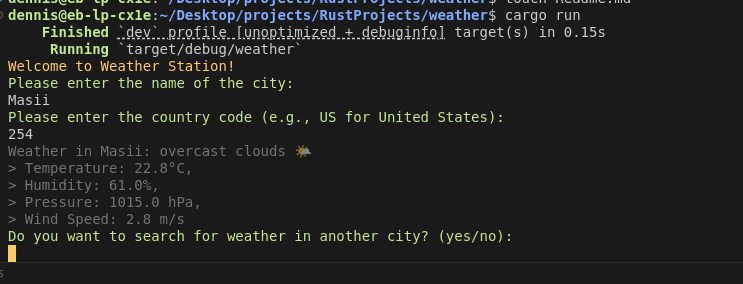 dennis@eb-lp-cx1e:~/Desktop/projects/RustProjects/weather$ touch Readme.md
dennis@eb-lp-cx1e:~/Desktop/projects/RustProjects/weather$ cargo run
Finished `dev` profile [unoptimized + debuginfo] target(s) in 0.15s
Running `target/debug/weather`
Welcome to Weather Station!
Please enter the name of the city:
Masii
Please enter the country code (e.g., US for United States):
254
Weather in Masii: overcast clouds 🌤️
> Temperature: 22.8°C,
> Humidity: 61.0%,
> Pressure: 1015.0 hPa,
> Wind Speed: 2.8 m/s
Do you want to search for weather in another city? (yes/no):
s